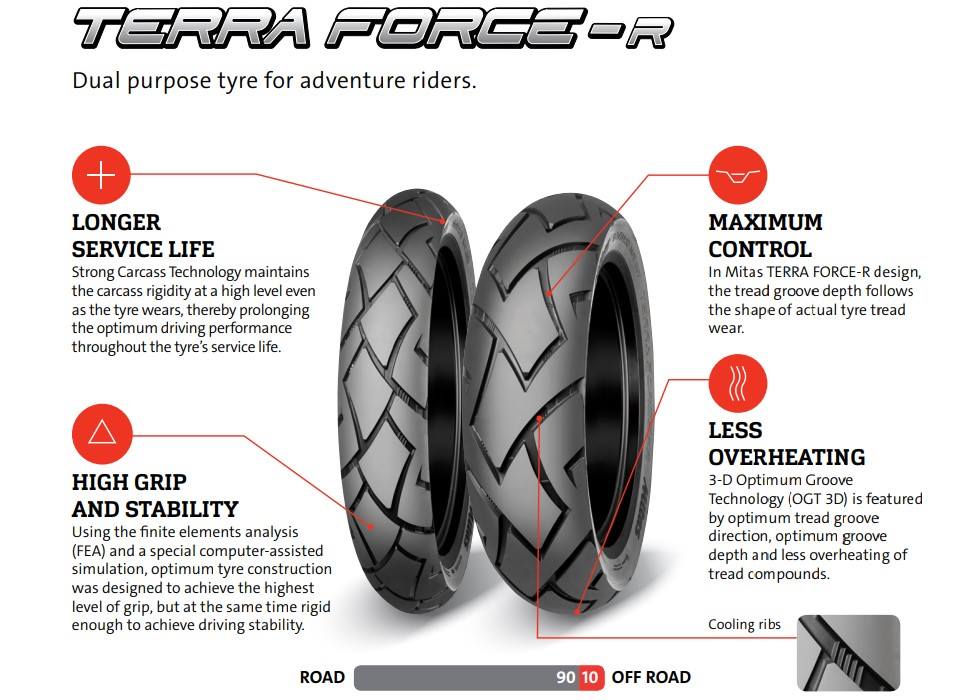 TERRA FORCE-R
Dual purpose tyre for adventure riders.
LONGER
SERVICE LIFE
Strong Carcass Technology maintains
the carcass rigidity at a high level even
as the tyre wears, thereby prolonging
the optimum driving performance
throughout the tyre's service life.
HIGH GRIP
AND STABILITY
Using the finite elements analysis
(FEA) and a special computer-assisted
simulation, optimum tyre construction
was designed to achieve the highest
level of grip, but at the same time rigid
enough to achieve driving stability.
MAXIMUM
CONTROL
In Mitas TERRA FORCE-R design,
the tread groove depth follows
the shape of actual tyre tread
wear.
LESS
OVERHEATING
3-D Optimum Groove
Technology (OGT 3D) is featured
by optimum tread groove
direction, optimum groove
depth and less overheating of
tread compounds.
Cooling ribs
ROAD 90 10 OFF ROAD